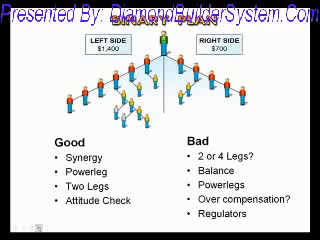 Presented By: DiamondBuilderSystem.Com
BINARY PLAN
LEFT SIDE
$1,400
RIGHT SIDE
$700
Good
• Synergy
• Powerleg
• Two Legs
• Attitude Check
Bad
• 2 or 4 Legs?
• Balance
• Powerlegs
• Over compensation?
• Regulators